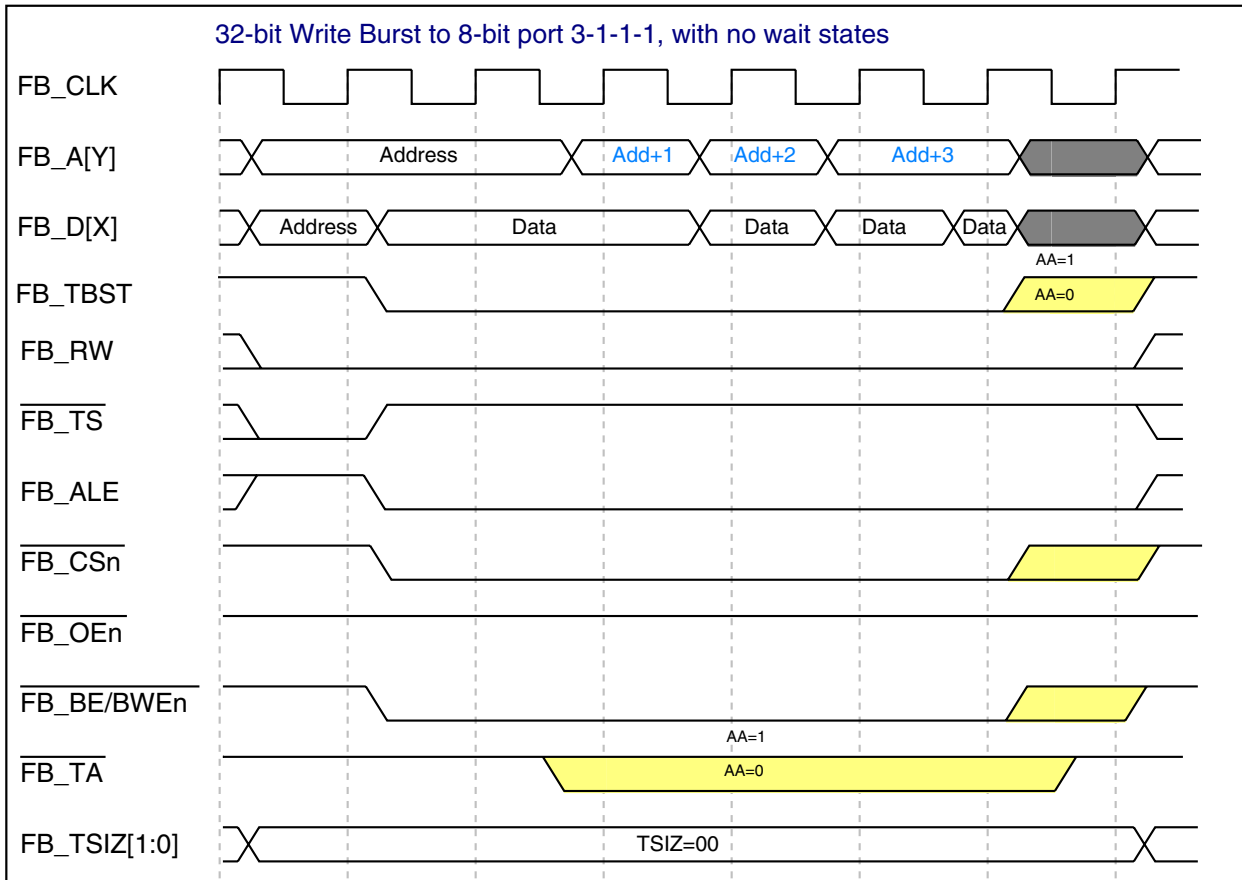 32-bit Write Burst to 8-bit port 3-1-1-1, with no wait states
FB_CLK
FB_A[Y] Address Add+1 Add+2 Add+3
FB_D[X] Address Data Data Data Data
AA=1
FB_TBST AA=0
FB_RW
FB_TS
FB_ALE
FB_CSn
FB_OEn
FB_BE/BWEn
AA=1
FB_TA AA=0
FB_TSIZ[1:0] TSIZ=00